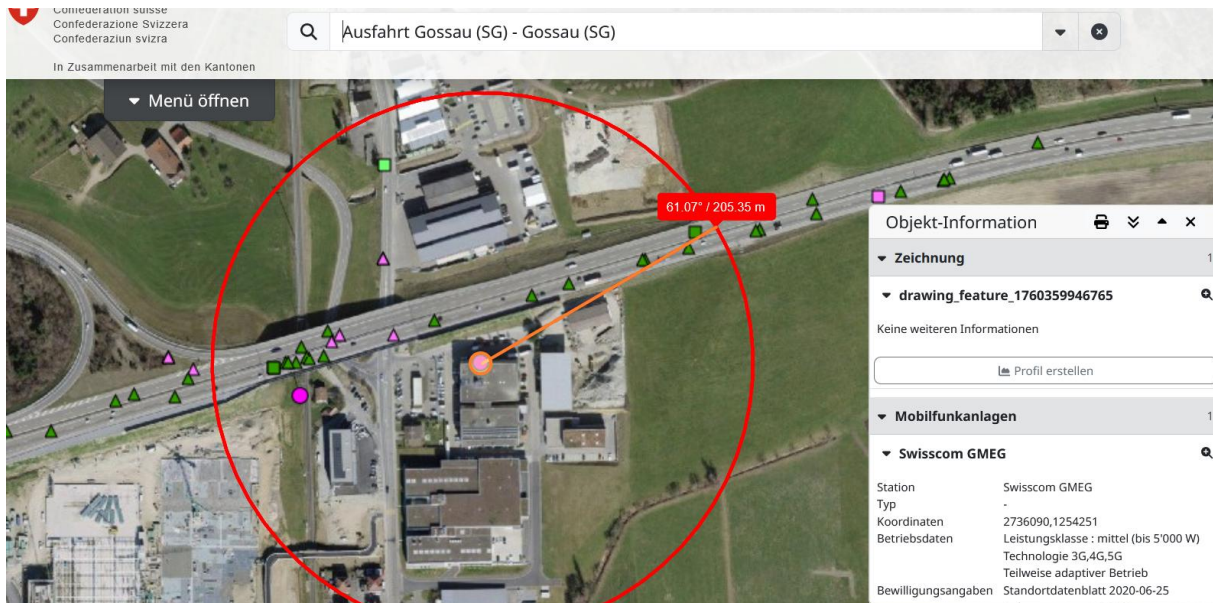 Confédération suisse
Confederazione Svizzera
Confederaziun svizra
In Zusammenarbeit mit den Kantonen
Ausfahrt Gossau (SG) - Gossau (SG)
Menü öffnen
61.07° / 205.35 m
Objekt-Information
Zeichnung 1
drawing_feature_1760359946765
Keine weiteren Informationen
Profil erstellen
Mobilfunkanlagen 1
Swisscom GMEG
Station Swisscom GMEG
Typ -
Koordinaten 2736090,1254251
Betriebsdaten Leistungsklasse : mittel (bis 5'000 W)
Technologie 3G,4G,5G
Teilweise adaptiver Betrieb
Bewilligungsangaben Standortdatenblatt 2020-06-25